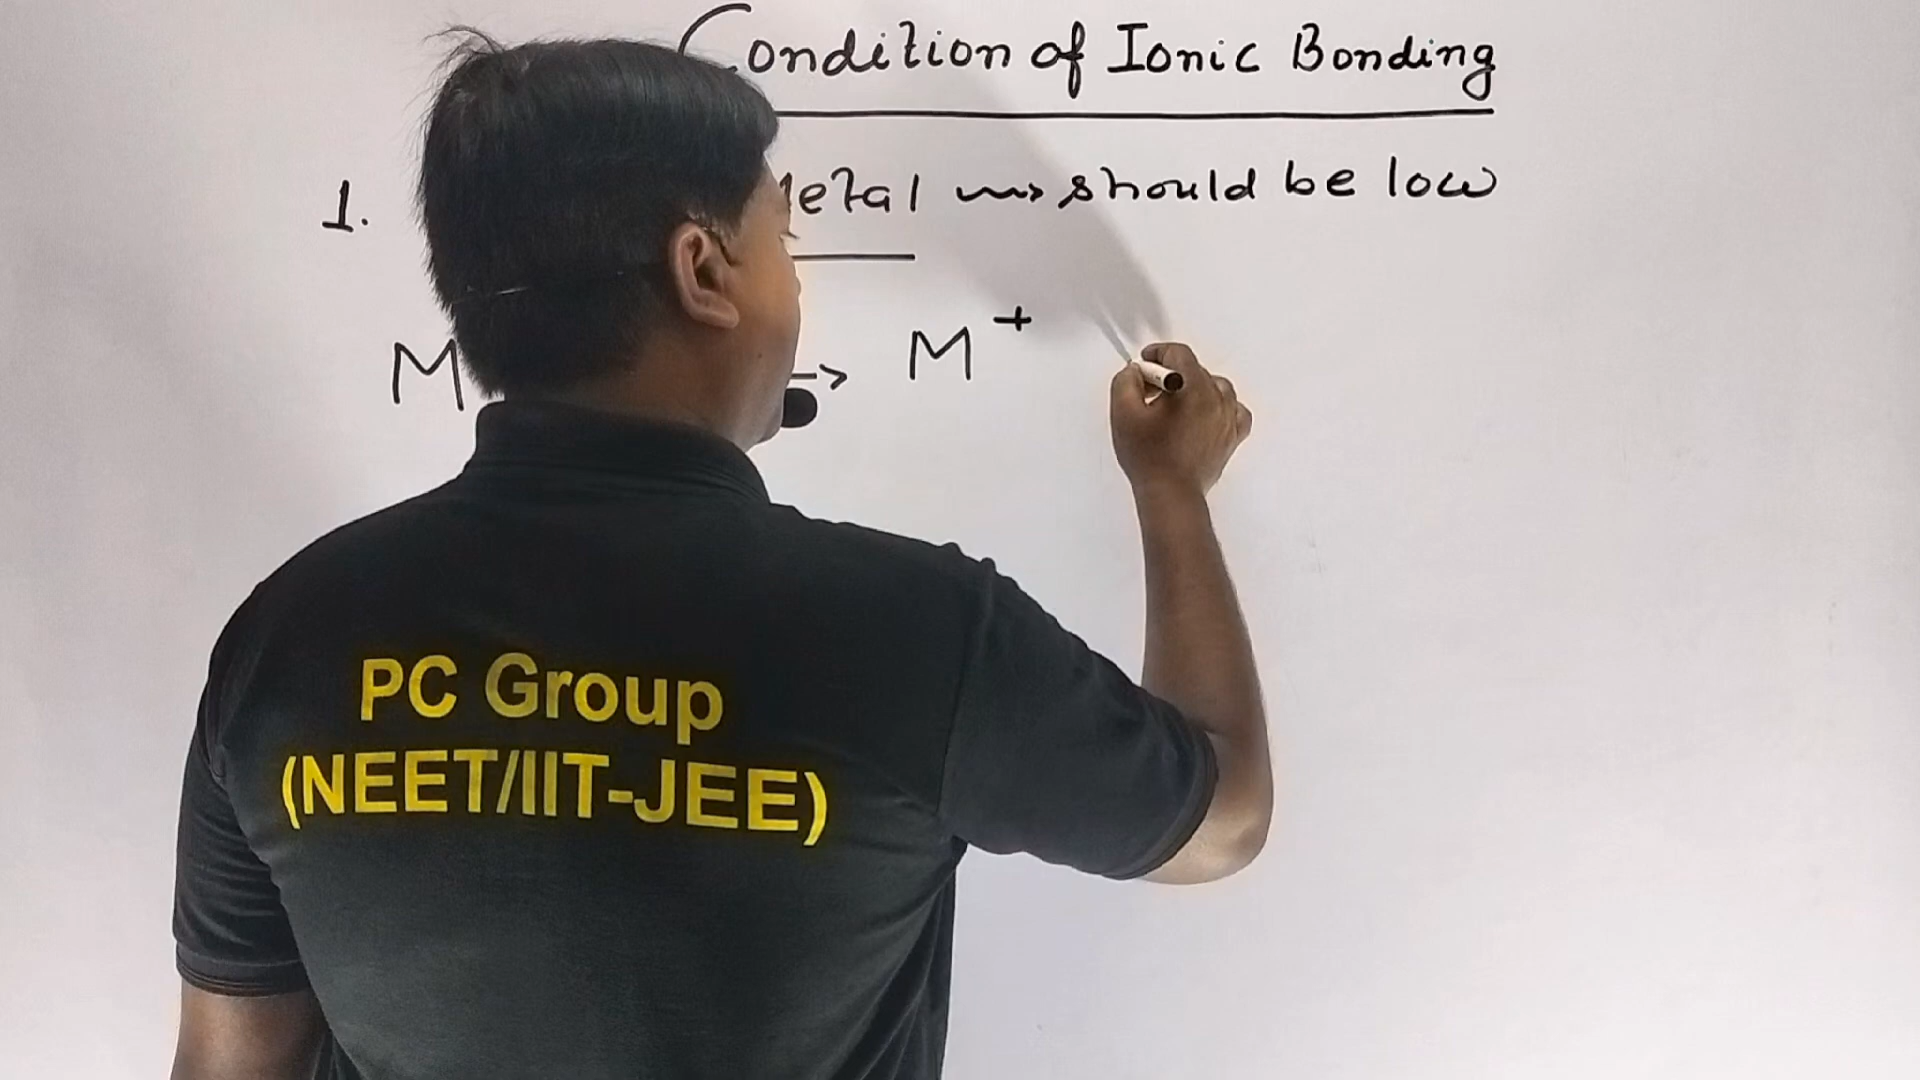 Condition of Ionic Bonding
1. Metal ⟿ should be low
M → M⁺
PC Group
(NEET/IIT-JEE)